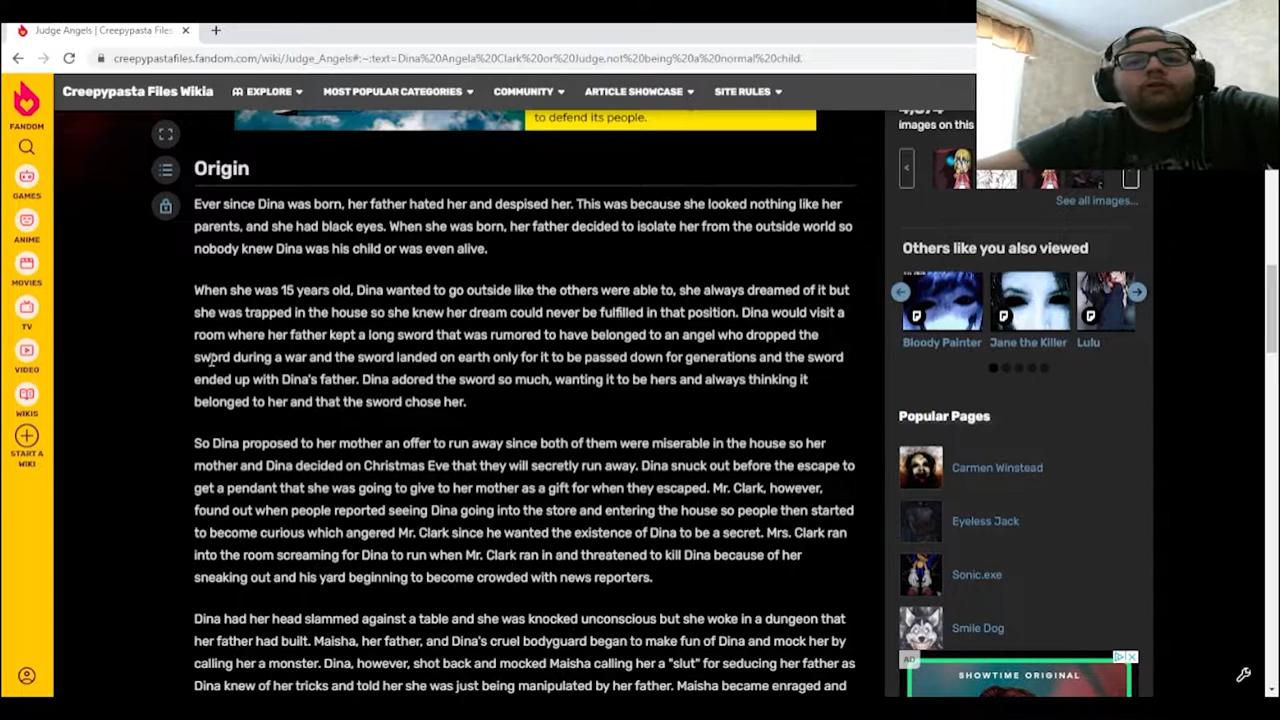 Judge Angels | Creepypasta Files
creepypastafiles.fandom.com/wiki/Judge_Angels#:~:text=Dina%20Angela%20Clark%20or%20Judge,not%20being%20a%20normal%20child.
FANDOM
GAMES
ANIME
MOVIES
TV
VIDEO
WIKIS
START A
WIKI
Creepypasta Files Wikia
EXPLORE
MOST POPULAR CATEGORIES
COMMUNITY
ARTICLE SHOWCASE
SITE RULES
to defend its people.
Origin
Ever since Dina was born, her father hated her and despised her. This was because she looked nothing like her
parents, and she had black eyes. When she was born, her father decided to isolate her from the outside world so
nobody knew Dina was his child or was even alive.
When she was 15 years old, Dina wanted to go outside like the others were able to, she always dreamed of it but
she was trapped in the house so she knew her dream could never be fulfilled in that position. Dina would visit a
room where her father kept a long sword that was rumored to have belonged to an angel who dropped the
sword during a war and the sword landed on earth only for it to be passed down for generations and the sword
ended up with Dina's father. Dina adored the sword so much, wanting it to be hers and always thinking it
belonged to her and that the sword chose her.
So Dina proposed to her mother an offer to run away since both of them were miserable in the house so her
mother and Dina decided on Christmas Eve that they will secretly run away. Dina snuck out before the escape to
get a pendant that she was going to give to her mother as a gift for when they escaped. Mr. Clark, however,
found out when people reported seeing Dina going into the store and entering the house so people then started
to become curious which angered Mr. Clark since he wanted the existence of Dina to be a secret. Mrs. Clark ran
into the room screaming for Dina to run when Mr. Clark ran in and threatened to kill Dina because of her
sneaking out and his yard beginning to become crowded with news reporters.
Dina had her head slammed against a table and she was knocked unconscious but she woke in a dungeon that
her father had built. Maisha, her father, and Dina's cruel bodyguard began to make fun of Dina and mock her by
calling her a monster. Dina, however, shot back and mocked Maisha calling her a "slut" for seducing her father as
Dina knew of her tricks and told her she was just being manipulated by her father. Maisha became enraged and
images on this
See all images...
Others like you also viewed
Bloody Painter
Jane the Killer
Lulu
Popular Pages
Carmen Winstead
Eyeless Jack
Sonic.exe
Smile Dog
AD
SHOWTIME ORIGINAL